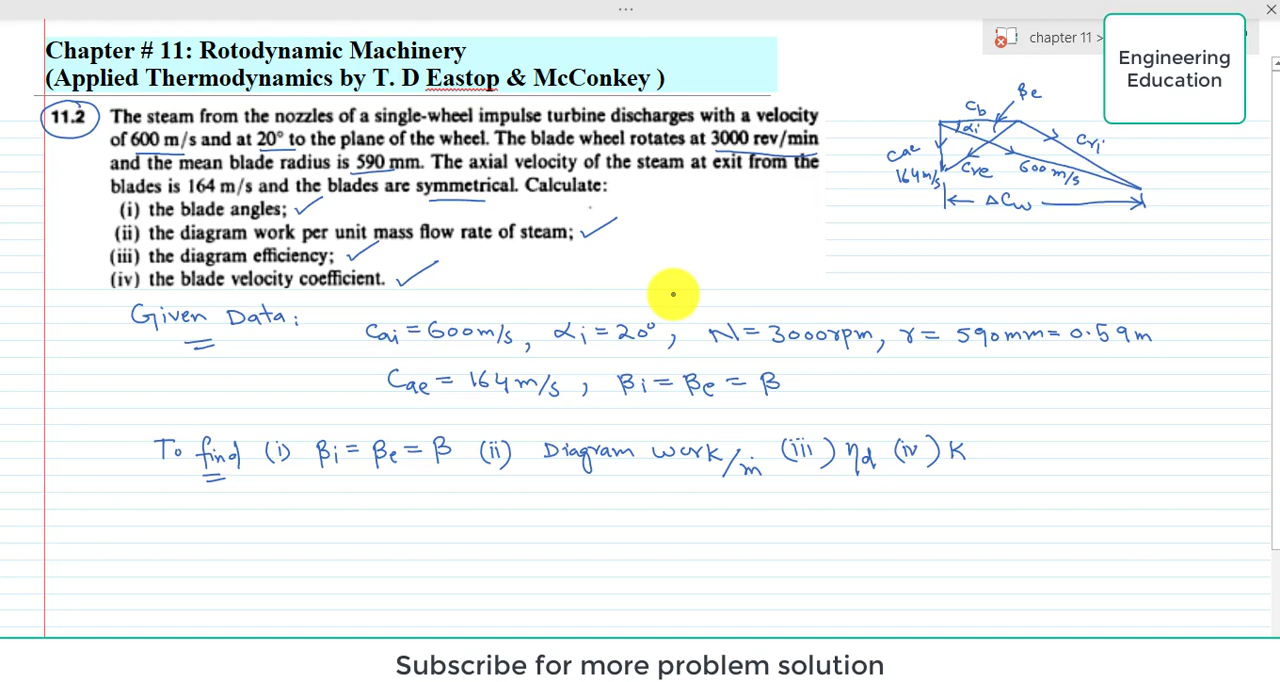 Chapter # 11: Rotodynamic Machinery
(Applied Thermodynamics by T. D Eastop & McConkey )
chapter 11 >
Engineering
Education
11.2 The steam from the nozzles of a single-wheel impulse turbine discharges with a velocity
of 600 m/s and at 20° to the plane of the wheel. The blade wheel rotates at 3000 rev/min
and the mean blade radius is 590 mm. The axial velocity of the steam at exit from the
blades is 164 m/s and the blades are symmetrical. Calculate:
(i) the blade angles;
(ii) the diagram work per unit mass flow rate of steam;
(iii) the diagram efficiency;
(iv) the blade velocity coefficient.
Cb βe
αi Cri
Cae Cre 600m/s
164m/s
ΔCw
Given Data:
Cai = 600m/s, αi = 20°, N = 3000rpm, r = 590mm = 0.59m
Cae = 164m/s, βi = βe = β
To find (i) βi = βe = β (ii) Diagram work/ṁ (iii) ηd (iv) K
Subscribe for more problem solution